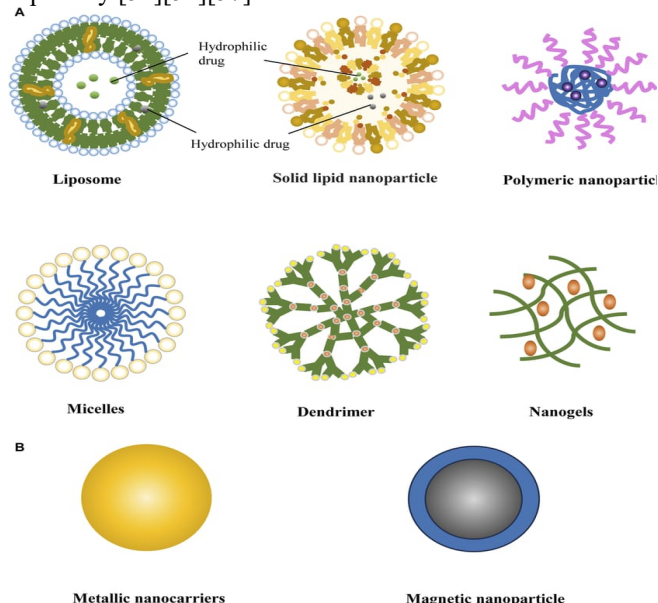 A
Hydrophilic
drug
Hydrophilic drug
Liposome
Solid lipid nanoparticle
Polymeric nanoparticl
Micelles
Dendrimer
Nanogels
B
Metallic nanocarriers
Magnetic nanoparticle